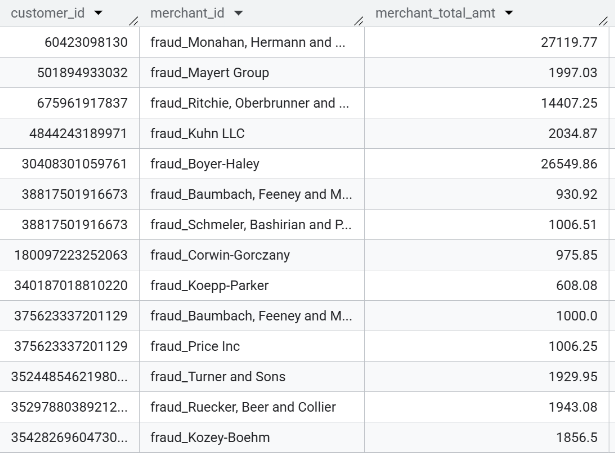 customer_id merchant_id merchant_total_amt
60423098130 fraud_Monahan, Hermann and ... 27119.77
501894933032 fraud_Mayert Group 1997.03
675961917837 fraud_Ritchie, Oberbrunner and ... 14407.25
4844243189971 fraud_Kuhn LLC 2034.87
30408301059761 fraud_Boyer-Haley 26549.86
38817501916673 fraud_Baumbach, Feeney and M... 930.92
38817501916673 fraud_Schmeler, Bashirian and P... 1006.51
180097223252063 fraud_Corwin-Gorczany 975.85
340187018810220 fraud_Koepp-Parker 608.08
375623337201129 fraud_Baumbach, Feeney and M... 1000.0
375623337201129 fraud_Price Inc 1006.25
35244854621980... fraud_Turner and Sons 1929.95
35297880389212... fraud_Ruecker, Beer and Collier 1943.08
35428269604730... fraud_Kozey-Boehm 1856.5